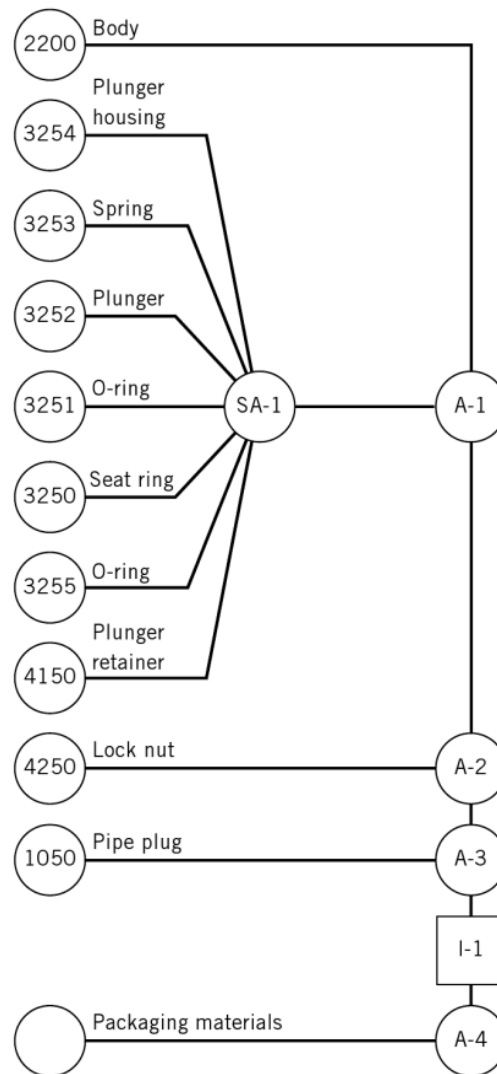 Body
2200
Plunger
housing
3254
Spring
3253
Plunger
3252
O-ring
3251 SA-1 A-1
Seat ring
3250
O-ring
3255
Plunger
retainer
4150
Lock nut
4250 A-2
Pipe plug
1050 A-3
I-1
Packaging materials
A-4